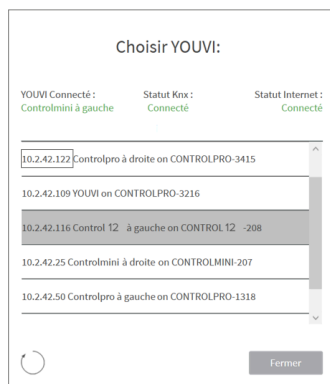 Choisir YOUVI:
YOUVI Connecté : Statut Knx : Statut Internet :
Controlmini à gauche Connecté Connecté
10.2.42.122 Controlpro à droite on CONTROLPRO-3415
10.2.42.109 YOUVI on CONTROLPRO-3216
10.2.42.116 Control 12 à gauche on CONTROL 12 -208
10.2.42.25 Controlmini à droite on CONTROLMINI-207
10.2.42.50 Controlpro à gauche on CONTROLPRO-1318
Fermer